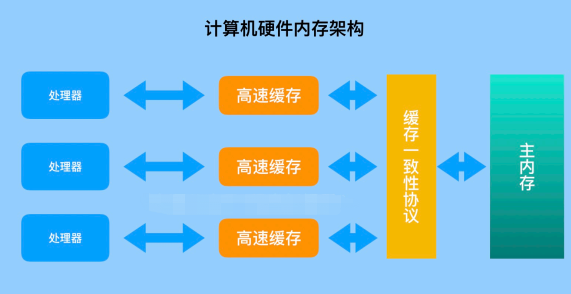 计算机硬件内存架构
处理器
高速缓存
处理器
高速缓存
处理器
高速缓存
缓存一致性协议
主内存